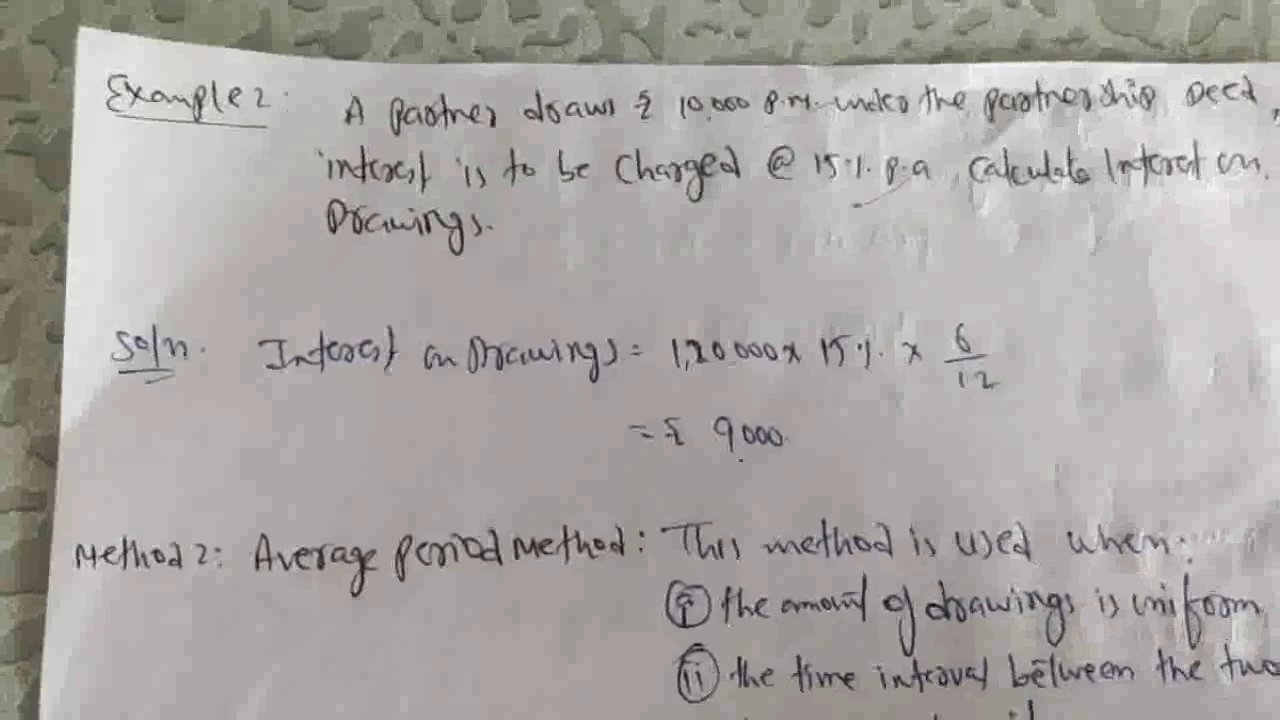 Example 2: A partner draws ₹ 10,000 p.m. under the partnership Deed,
interest is to be charged @ 15% p.a, Calculate Interest on
Drawings.
Soln. Interest on Drawings = 1,20,000 x 15% x 6/12
= ₹ 9,000.
Method 2: Average period Method: This method is used when:
(i) the amount of drawings is uniform
(ii) the time interval between the two